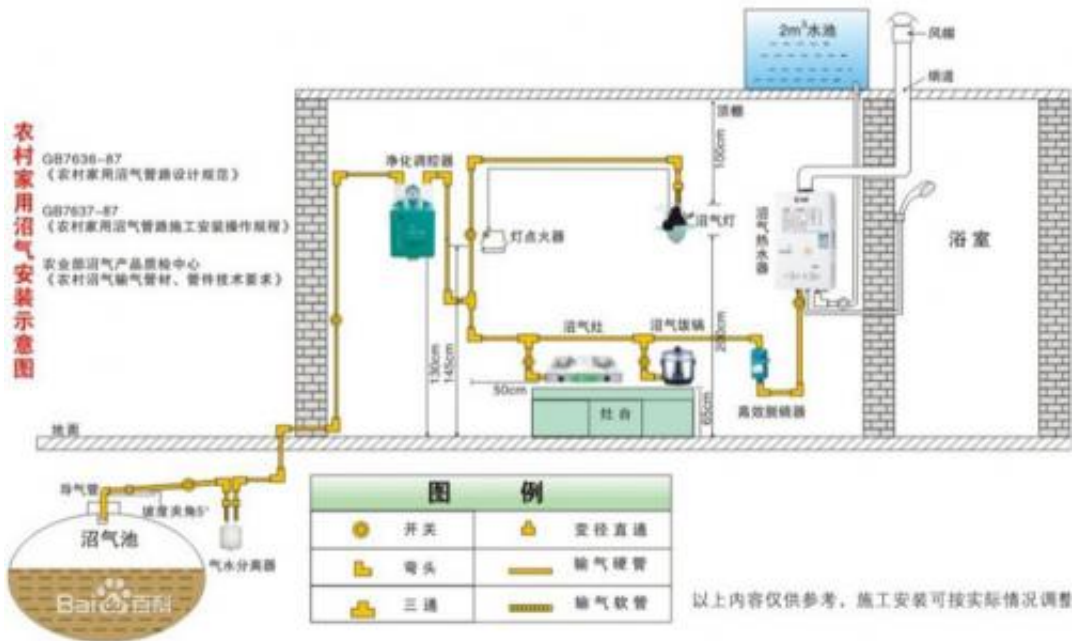 农村家用沼气安装示意图
GB7636-87
《农村家用沼气管路设计规范》
GB7637-87
《农村家用沼气管路施工安装操作规程》
农业部沼气产品质检中心
《农村沼气输气管材、管件技术要求》
2m³水池
风帽
烟道
顶棚
100cm
净化调控器
灯点火器
沼气灯
沼气热水器
浴室
沼气灶
沼气饭锅
200cm
130cm
145cm
50cm
65cm
灶台
高效脱硫器
地面
导气管
坡度夹角5°
沼气池
气水分离器
Bai百科
图例
开关
变径直通
弯头
输气硬管
三通
输气软管
以上内容仅供参考，施工安装可按实际情况调整